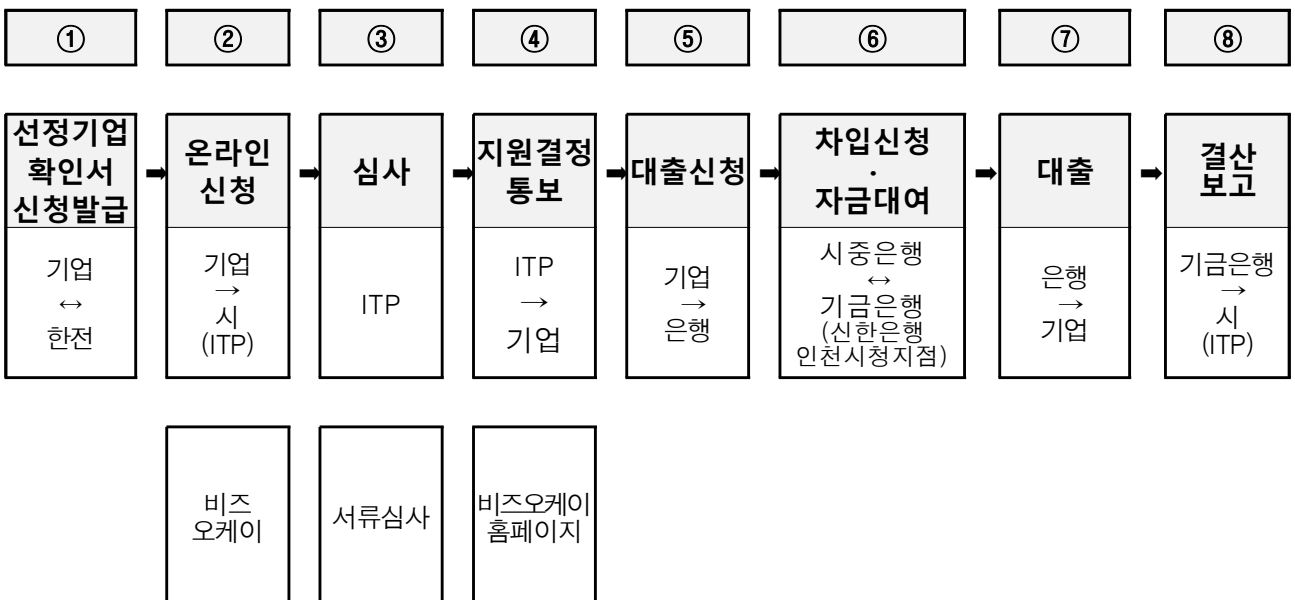 ①
②
③
④
⑤
⑥
⑦
⑧
선정기업
확인서
신청발급
➡
온라인
신청
➡
심사
➡
지원결정
통보
➡
대출신청
➡
차입신청
·
자금대여
➡
대출
➡
결산
보고
기업
↔
한전
기업
→
시
(ITP)
ITP
ITP
→
기업
기업
→
은행
시중은행
↔
기금은행
(신한은행
인천시청지점)
은행
→
기업
기금은행
→
시
(ITP)
비즈
오케이
서류심사
비즈오케이
홈페이지